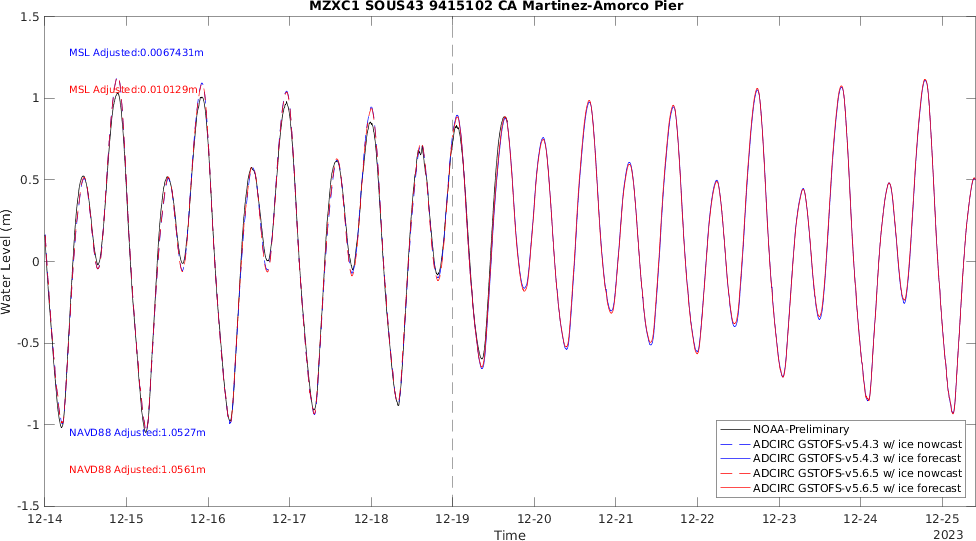 MZXC1 SOUS43 9415102 CA Martinez-Amorco Pier
1.5
MSL Adjusted:0.0067431m
MSL Adjusted:0.010129m
1
0.5
0
-0.5
-1
-1.5
Water Level (m)
NAVD88 Adjusted:1.0527m
NAVD88 Adjusted:1.0561m
NOAA-Preliminary
ADCIRC GSTOFS-v5.4.3 w/ ice nowcast
ADCIRC GSTOFS-v5.4.3 w/ ice forecast
ADCIRC GSTOFS-v5.6.5 w/ ice nowcast
ADCIRC GSTOFS-v5.6.5 w/ ice forecast
12-14 12-15 12-16 12-17 12-18 12-19 12-20 12-21 12-22 12-23 12-24 12-25
Time
2023